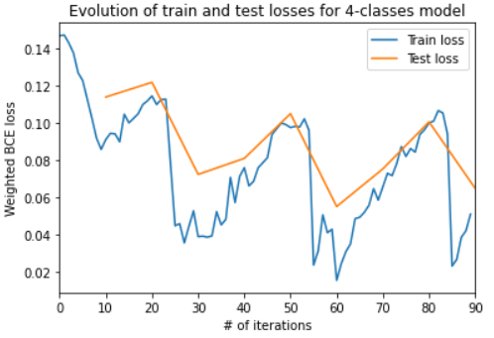 Evolution of train and test losses for 4-classes model
Train loss
Test loss
Weighted BCE loss
0.14
0.12
0.10
0.08
0.06
0.04
0.02
0 10 20 30 40 50 60 70 80 90
# of iterations